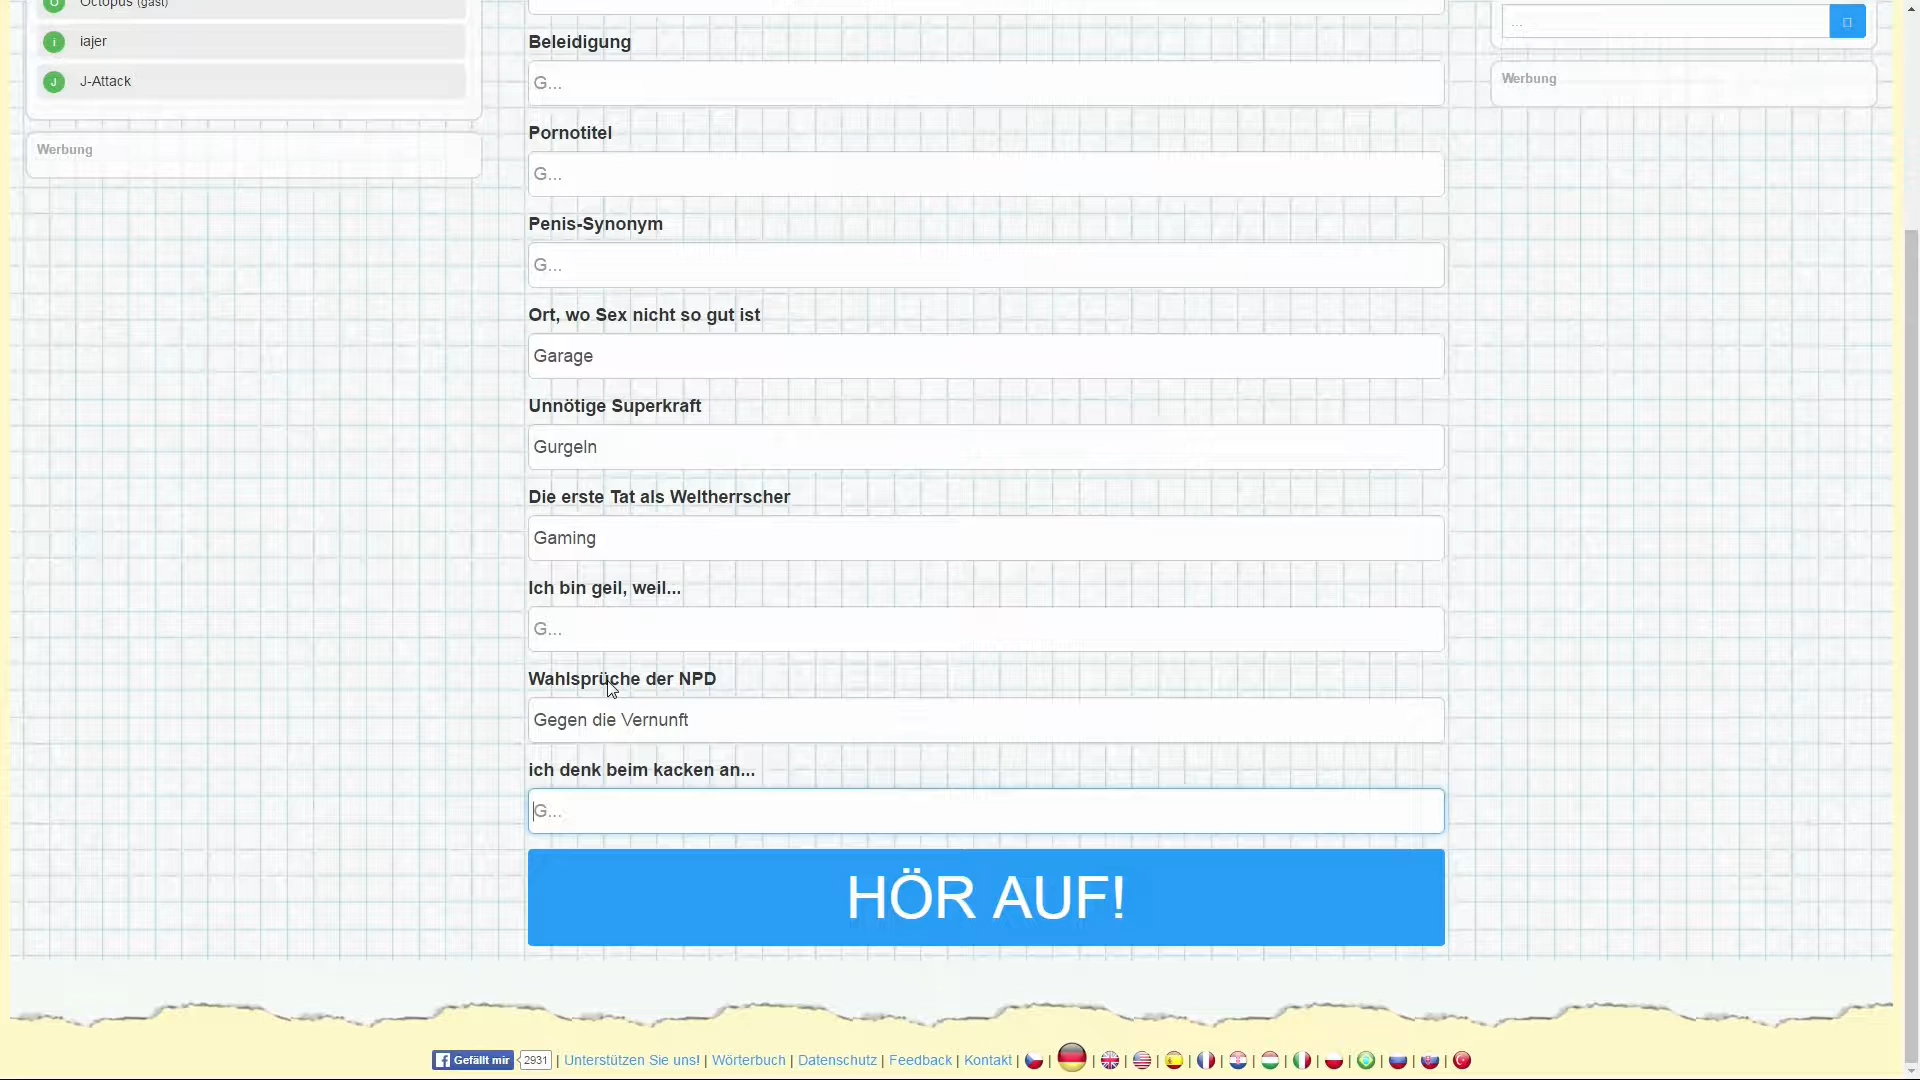 O Octopus (gast)
i iajer
J J-Attack
Werbung
Beleidigung
G...
Pornotitel
G...
Penis-Synonym
G...
Ort, wo Sex nicht so gut ist
Garage
Unnötige Superkraft
Gurgeln
Die erste Tat als Weltherrscher
Gaming
Ich bin geil, weil...
G...
Wahlsprüche der NPD
Gegen die Vernunft
ich denk beim kacken an...
G...
HÖR AUF!
...
Werbung
Gefällt mir 2931 | Unterstützen Sie uns! | Wörterbuch | Datenschutz | Feedback | Kontakt | | | | | | | | | | | | | |